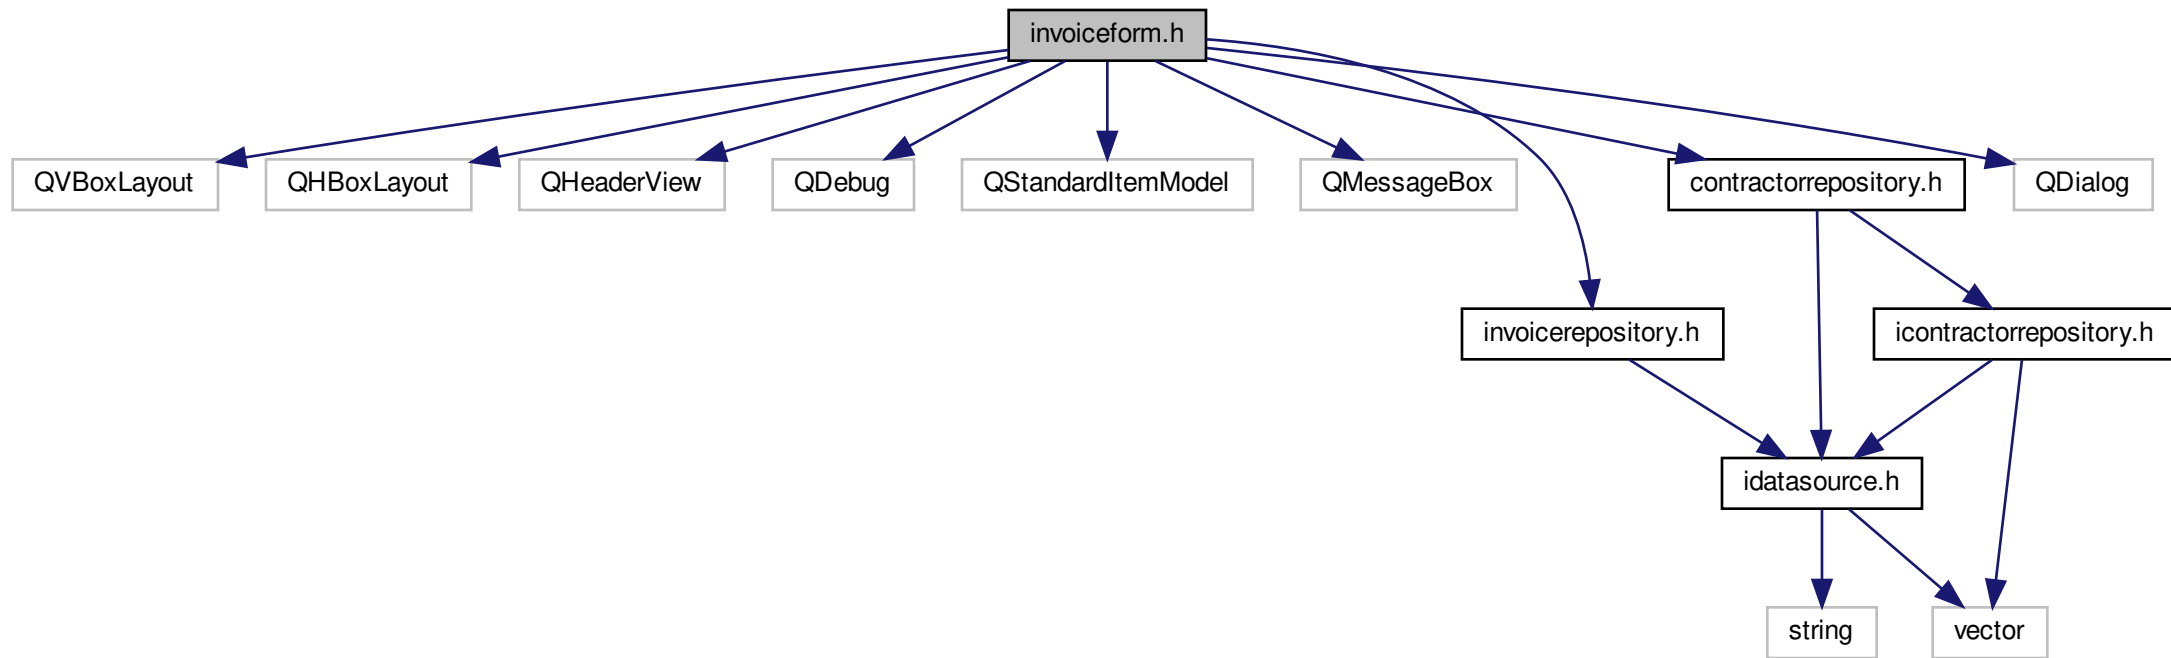 invoiceform.h
QVBoxLayout
QHBoxLayout
QHeaderView
QDebug
QStandardItemModel
QMessageBox
contractorrepository.h
QDialog
invoicerepository.h
icontractorrepository.h
idatasource.h
string
vector